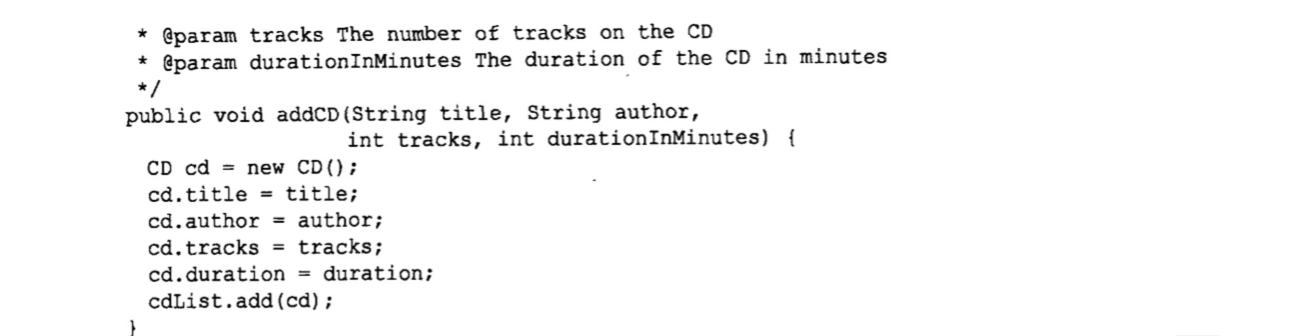 * @param tracks The number of tracks on the CD
* @param durationInMinutes The duration of the CD in minutes
*/
public void addCD(String title, String author,
int tracks, int durationInMinutes) {
CD cd = new CD();
cd.title = title;
cd.author = author;
cd.tracks = tracks;
cd.duration = duration;
cdList.add(cd);
}